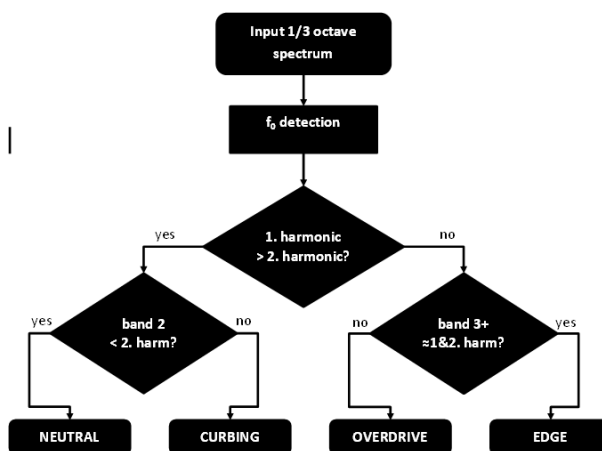 Input 1/3 octave
spectrum
f₀ detection
yes
1. harmonic
> 2. harmonic?
no
yes
band 2
< 2. harm?
no
no
band 3+
≈1&2. harm?
yes
NEUTRAL
CURBING
OVERDRIVE
EDGE